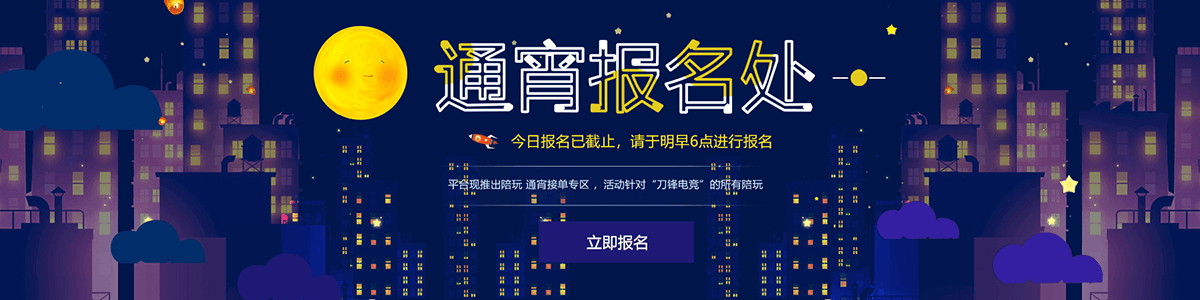 通宵报名处
今日报名已截止，请于明早6点进行报名
平台现推出陪玩 通宵接单专区 ，活动针对“刀锋电竞”的所有陪玩
立即报名